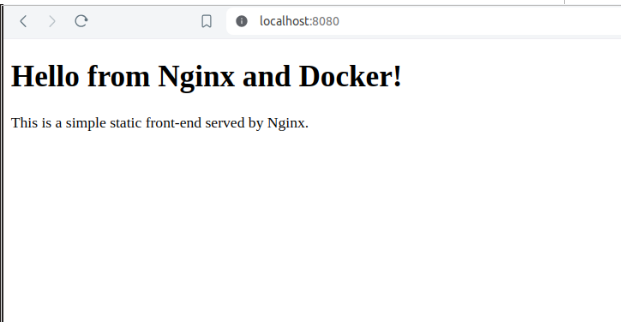 localhost:8080
Hello from Nginx and Docker!
This is a simple static front-end served by Nginx.